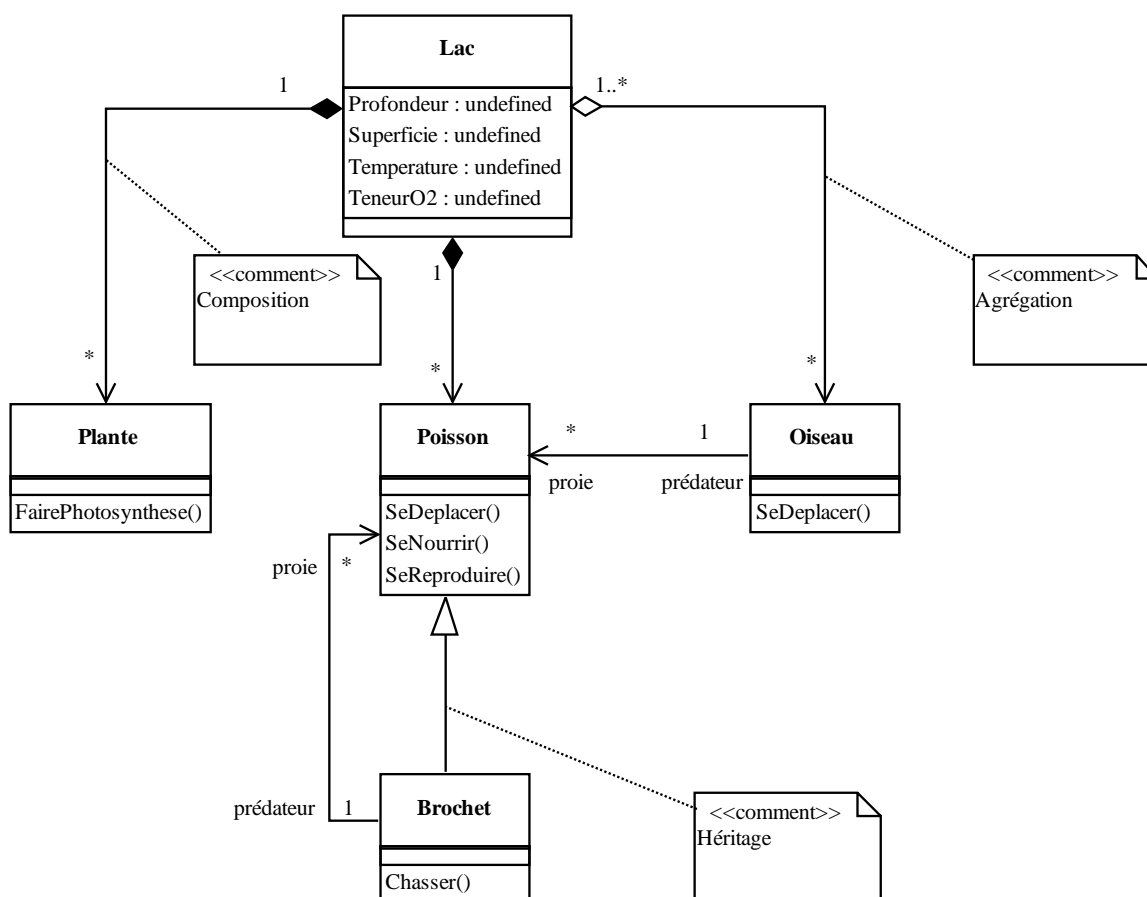 Lac
1
1..*
Profondeur : undefined
Superficie : undefined
Temperature : undefined
TeneurO2 : undefined
1
<<comment>>
Composition
<<comment>>
Agrégation
*
*
*
Plante
Poisson
Oiseau
*
1
proie
prédateur
FairePhotosynthese()
SeDeplacer()
SeNourrir()
SeReproduire()
SeDeplacer()
proie
*
prédateur
1
Brochet
Chasser()
<<comment>>
Héritage